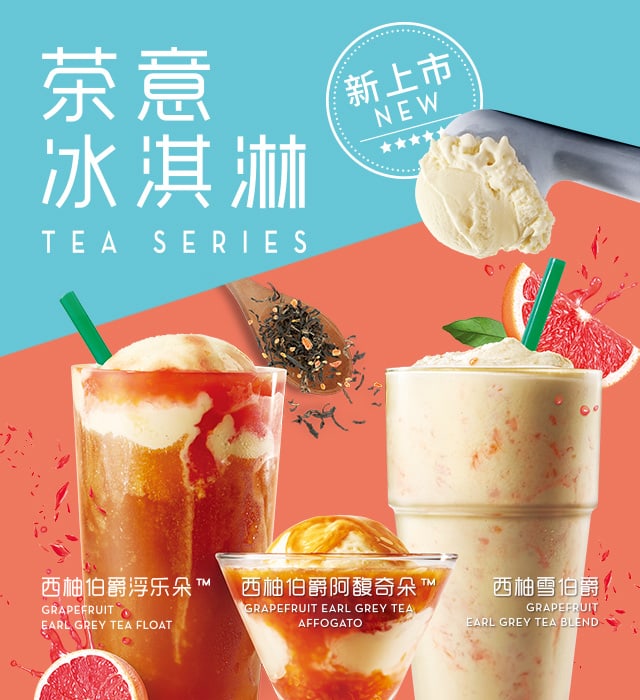 茶意
冰淇淋
TEA SERIES
新上市
NEW
西柚伯爵浮乐朵™
GRAPEFRUIT
EARL GREY TEA FLOAT
西柚伯爵阿馥奇朵™
GRAPEFRUIT EARL GREY TEA
AFFOGATO
西柚雪伯爵
GRAPEFRUIT
EARL GREY TEA BLEND